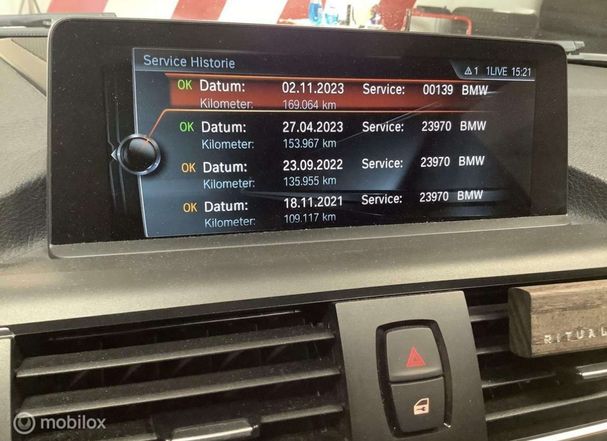 Service Historie
1 1LIVE 15:21
OK Datum: 02.11.2023 Service: 00139 BMW
Kilometer: 169.064 km
OK Datum: 27.04.2023 Service: 23970 BMW
Kilometer: 153.967 km
OK Datum: 23.09.2022 Service: 23970 BMW
Kilometer: 135.955 km
OK Datum: 18.11.2021 Service: 23970 BMW
Kilometer: 109.117 km
RITUAL
mobilox